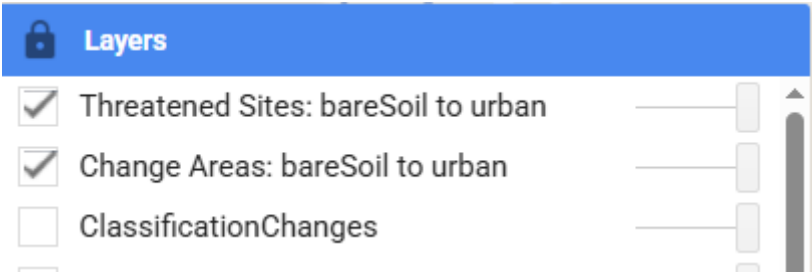 Layers
Threatened Sites: bareSoil to urban
Change Areas: bareSoil to urban
ClassificationChanges